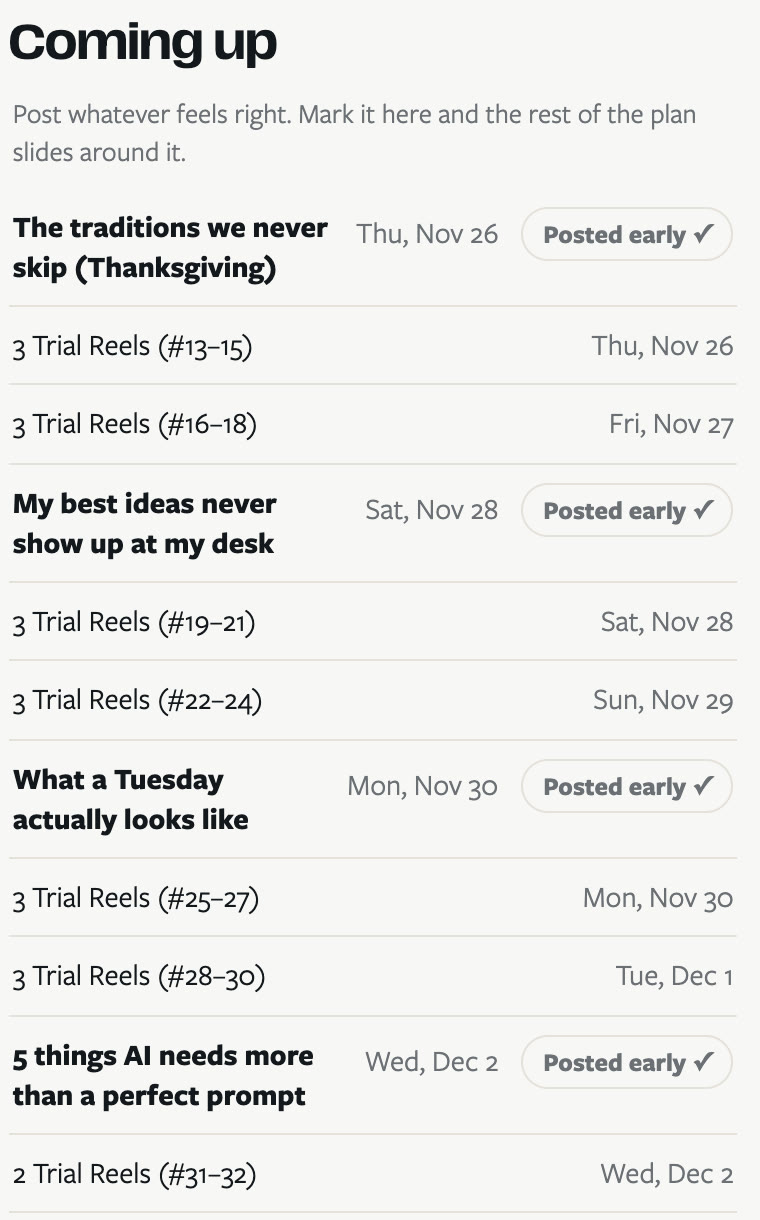 Coming up
Post whatever feels right. Mark it here and the rest of the plan
slides around it.
The traditions we never
skip (Thanksgiving)
Thu, Nov 26
Posted early ✓
3 Trial Reels (#13–15)
Thu, Nov 26
3 Trial Reels (#16–18)
Fri, Nov 27
My best ideas never
show up at my desk
Sat, Nov 28
Posted early ✓
3 Trial Reels (#19–21)
Sat, Nov 28
3 Trial Reels (#22–24)
Sun, Nov 29
What a Tuesday
actually looks like
Mon, Nov 30
Posted early ✓
3 Trial Reels (#25–27)
Mon, Nov 30
3 Trial Reels (#28–30)
Tue, Dec 1
5 things AI needs more
than a perfect prompt
Wed, Dec 2
Posted early ✓
2 Trial Reels (#31–32)
Wed, Dec 2